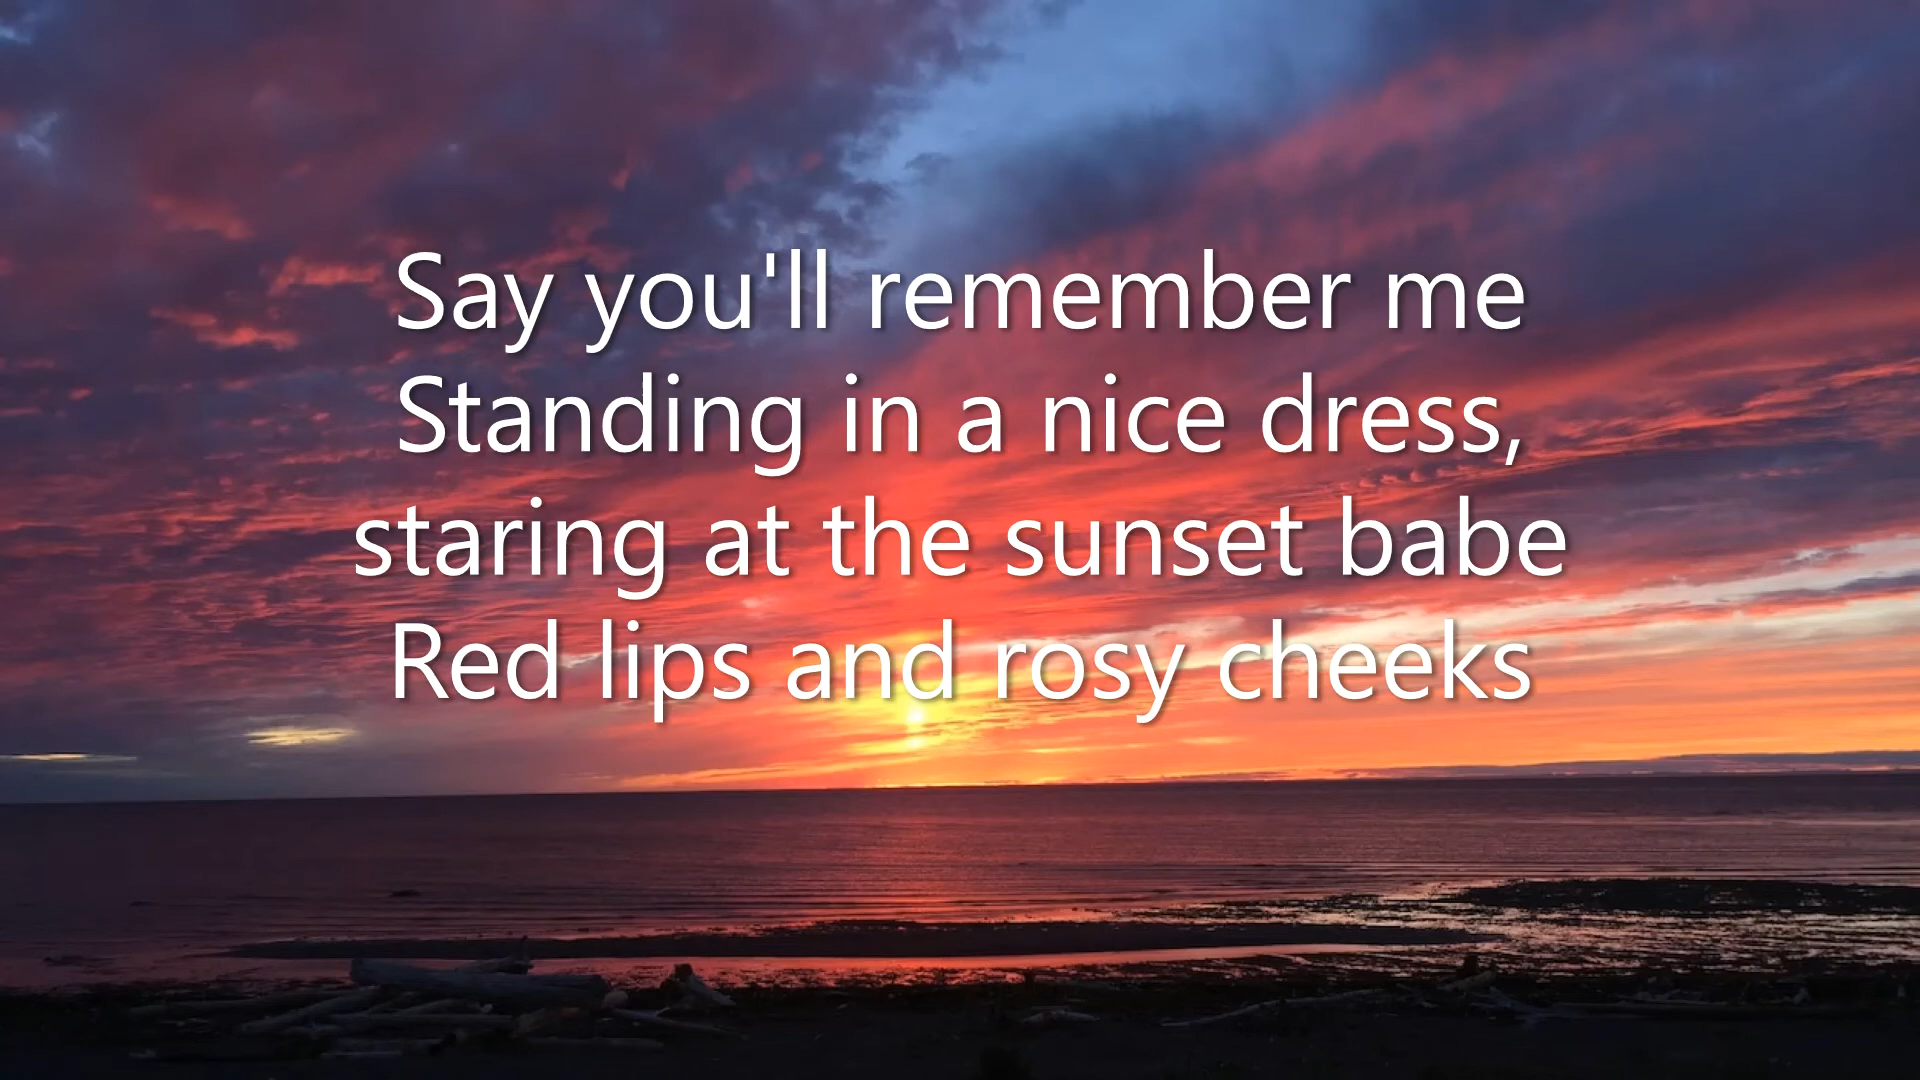 Say you'll remember me
Standing in a nice dress,
staring at the sunset babe
Red lips and rosy cheeks